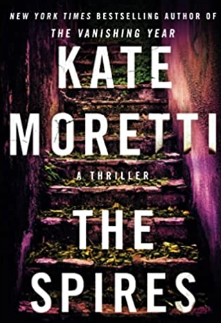 NEW YORK TIMES BESTSELLING AUTHOR OF
THE VANISHING YEAR
KATE
MORETTI
A THRILLER
THE
SPIRES